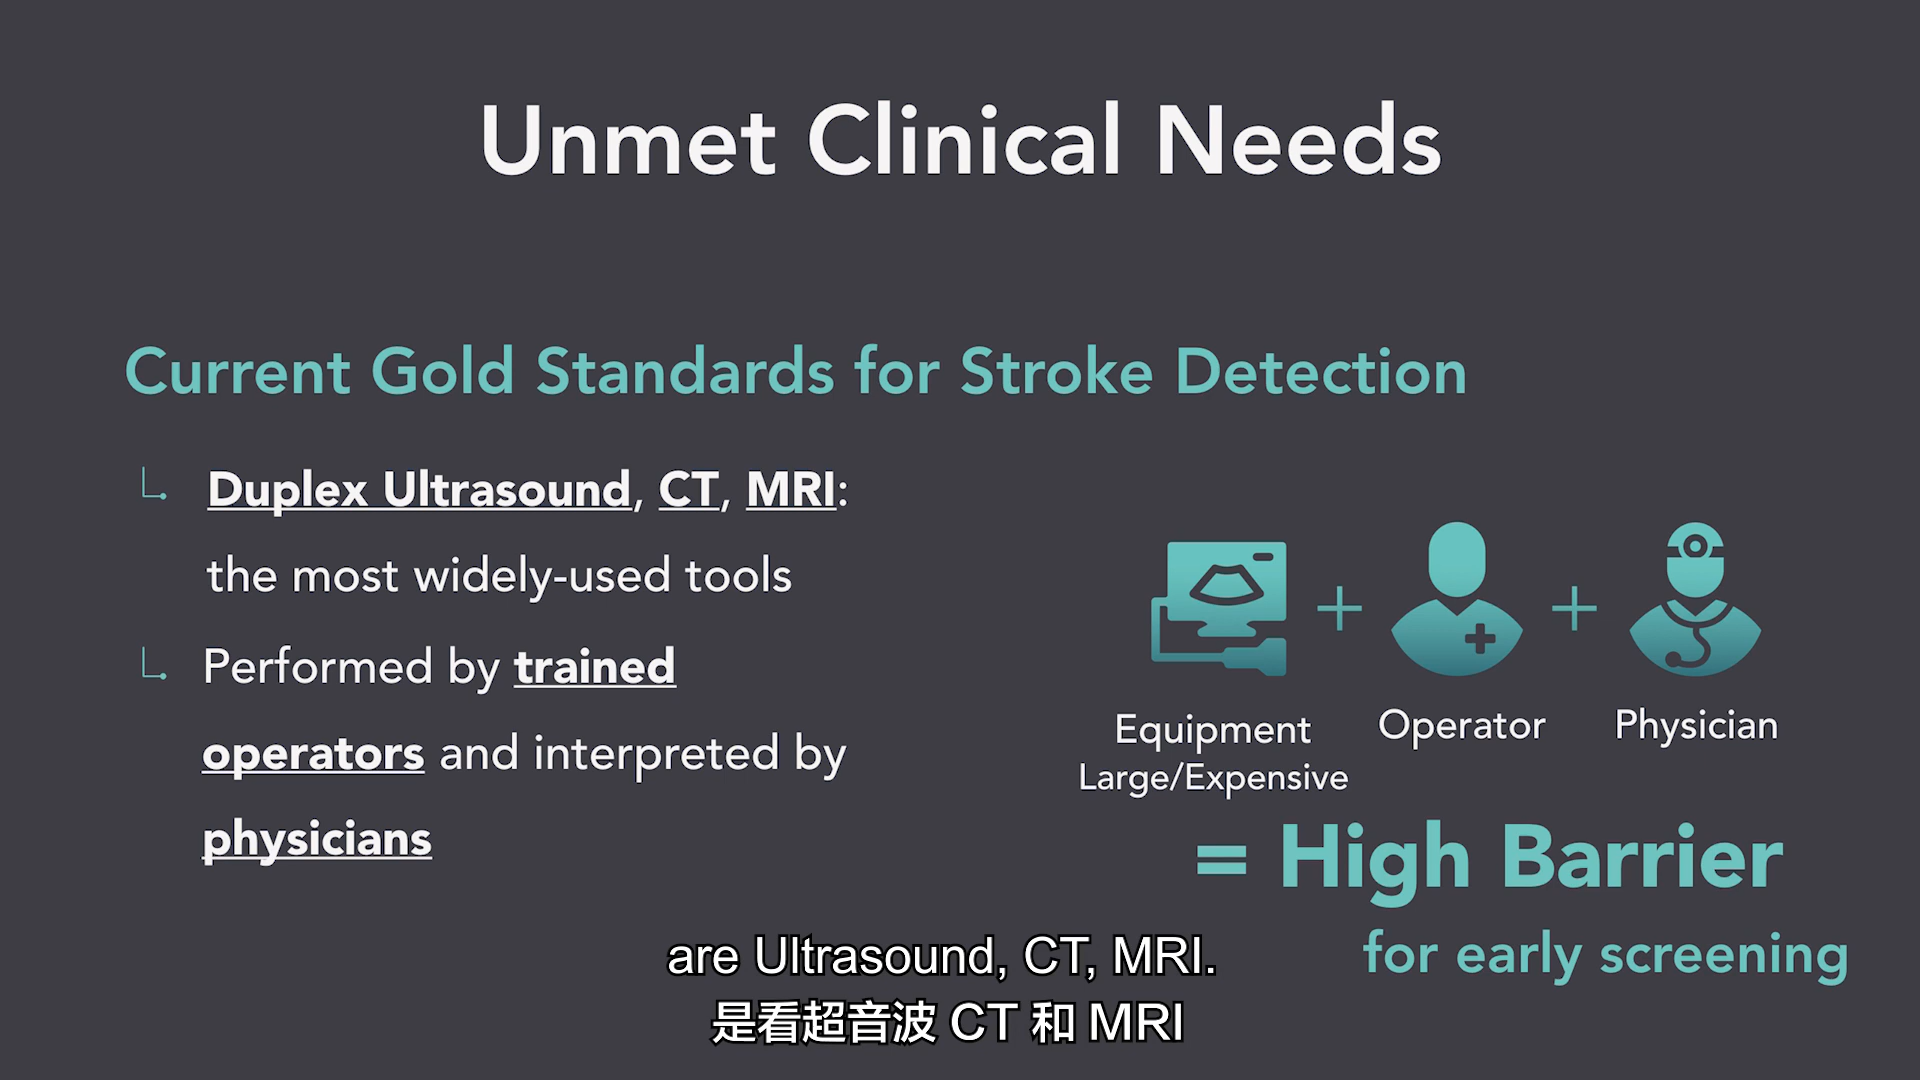 Unmet Clinical Needs
Current Gold Standards for Stroke Detection
Duplex Ultrasound, CT, MRI:
the most widely-used tools
Performed by trained
operators and interpreted by
physicians
Equipment
Large/Expensive
Operator
Physician
= High Barrier
for early screening
are Ultrasound, CT, MRI.
是看超音波 CT 和 MRI